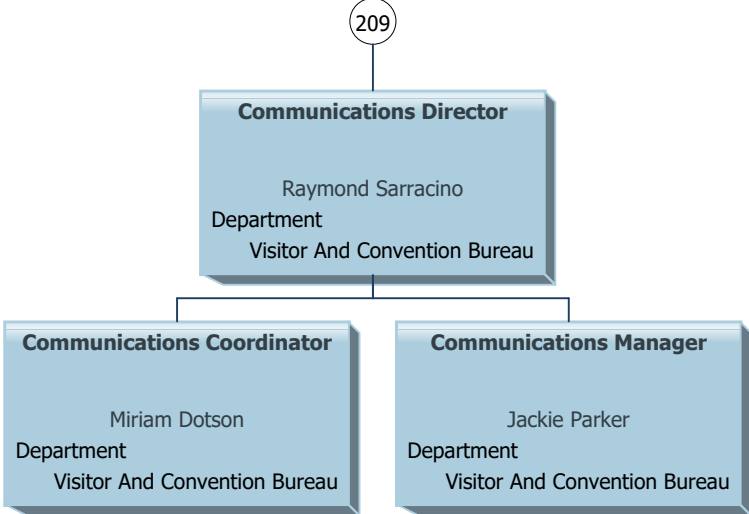 209
Communications Director
Raymond Sarracino
Department
Visitor And Convention Bureau
Communications Coordinator
Miriam Dotson
Department
Visitor And Convention Bureau
Communications Manager
Jackie Parker
Department
Visitor And Convention Bureau